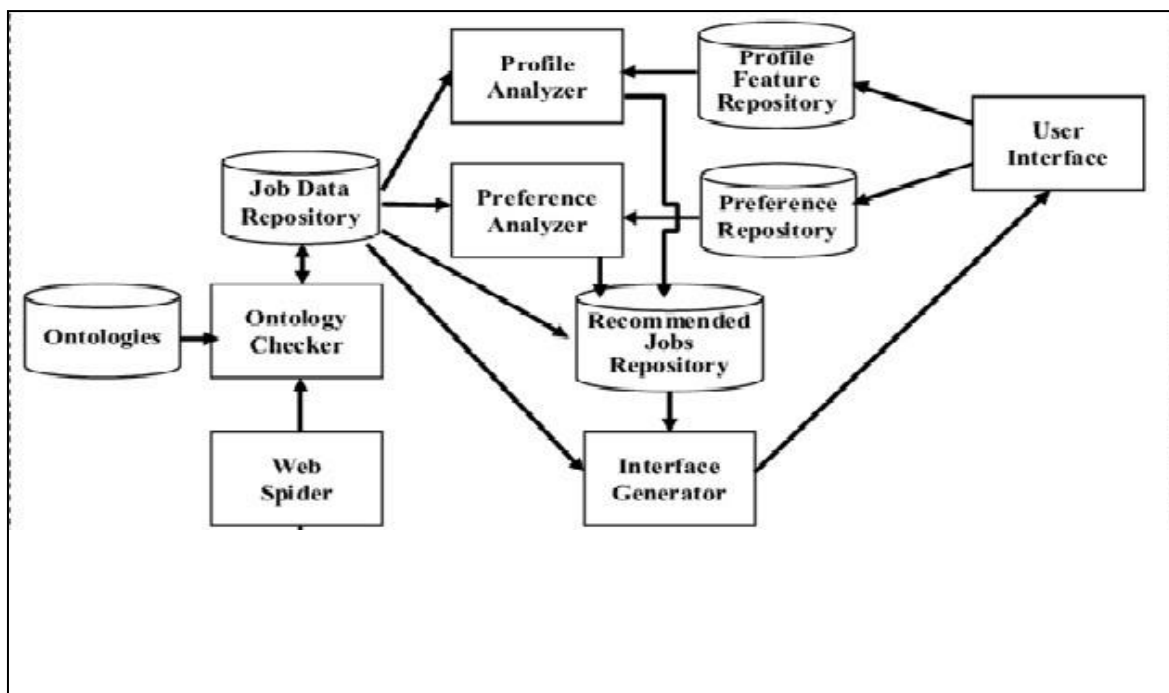 Profile
Analyzer
Profile
Feature
Repository
User
Interface
Job Data
Repository
Preference
Analyzer
Preference
Repository
Ontologies
Ontology
Checker
Recommended
Jobs
Repository
Web
Spider
Interface
Generator